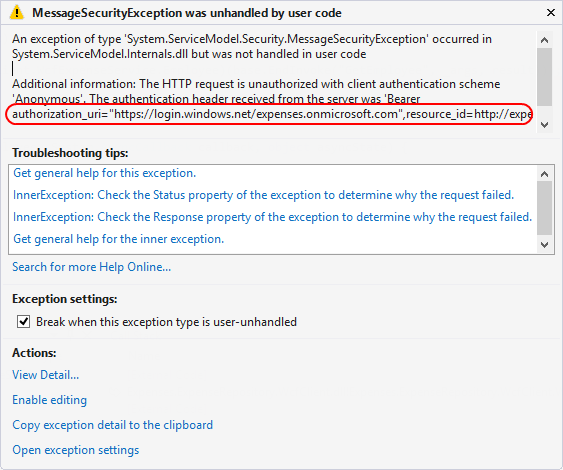 MessageSecurityException was unhandled by user code
An exception of type 'System.ServiceModel.Security.MessageSecurityException' occurred in
System.ServiceModel.Internals.dll but was not handled in user code
Additional information: The HTTP request is unauthorized with client authentication scheme
'Anonymous'. The authentication header received from the server was 'Bearer
authorization_uri="https://login.windows.net/expenses.onmicrosoft.com",resource_id=http://expe
Troubleshooting tips:
Get general help for this exception.
InnerException: Check the Status property of the exception to determine why the request failed.
InnerException: Check the Response property of the exception to determine why the request failed.
Get general help for the inner exception.
Search for more Help Online...
Exception settings:
Break when this exception type is user-unhandled
Actions:
View Detail...
Enable editing
Copy exception detail to the clipboard
Open exception settings